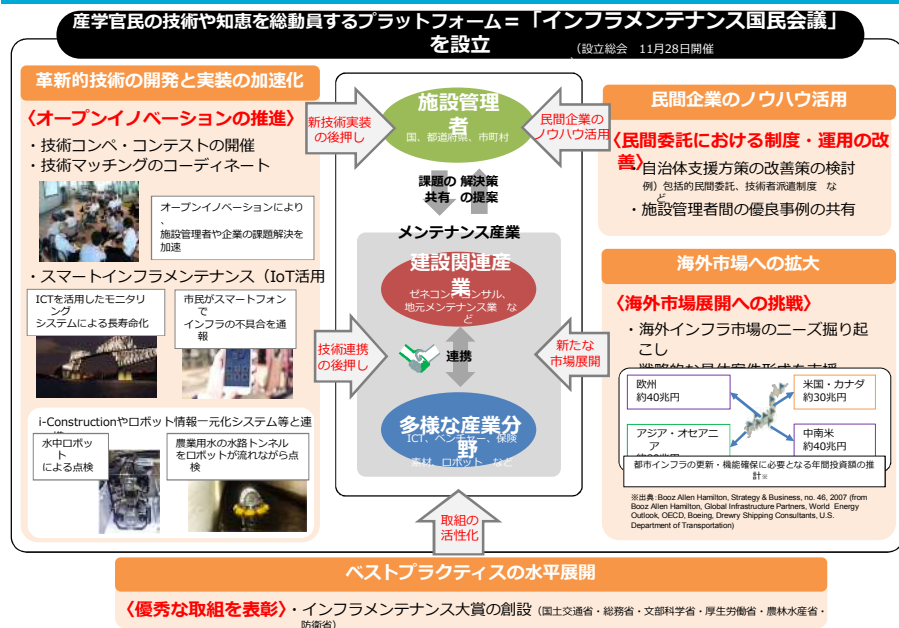 産学官民の技術や知恵を総動員するプラットフォーム＝「インフラメンテナンス国民会議」
を設立
（設立総会　11月28日開催
革新的技術の開発と実装の加速化
〈オープンイノベーションの推進〉
・技術コンペ・コンテストの開催
・技術マッチングのコーディネート
オープンイノベーションにより
、
施設管理者や企業の課題解決を
加速
・スマートインフラメンテナンス（IoT活用
ICTを活用したモニタリ
ング
システムによる長寿命化
市民がスマートフォン
で
インフラの不具合を通
報
i-Constructionやロボット情報一元化システム等と連
水中ロボッ
ト
による点検
農業用水の水路トンネル
をロボットが流れながら点
検
新技術実装
の後押し
施設管理
者
国、都道府県、市町村
民間企業の
ノウハウ活用
課題の
共有
解決策
の提案
メンテナンス産業
建設関連産
業
ゼネコン、コンサル、
地元メンテナンス業　な
ど
技術連携
の後押し
連携
新たな
市場展開
多様な産業分
野
ICT、ベンチャー、保険
素材、ロボット　など
取組の
活性化
民間企業のノウハウ活用
〈民間委託における制度・運用の改
善〉
・自治体支援方策の改善策の検討
例）包括的民間委託、技術者派遣制度　な
ど
・施設管理者間の優良事例の共有
海外市場への拡大
〈海外市場展開への挑戦〉
・海外インフラ市場のニーズ掘り起
こし
・戦略的な具体案件形成を支援
欧州
約40兆円
米国・カナダ
約30兆円
アジア・オセアニ
ア
中南米
約40兆円
都市インフラの更新・機能確保に必要となる年間投資額の推
計※
※出典:Booz Allen Hamilton, Strategy & Business, no. 46, 2007 (from
Booz Allen Hamilton, Global Infrastructure Partners, World Energy
Outlook, OECD, Boeing, Drewry Shipping Consultants, U.S.
Department of Transportation)
ベストプラクティスの水平展開
〈優秀な取組を表彰〉・インフラメンテナンス大賞の創設（国土交通省・総務省・文部科学省・厚生労働省・農林水産省・
防衛省）